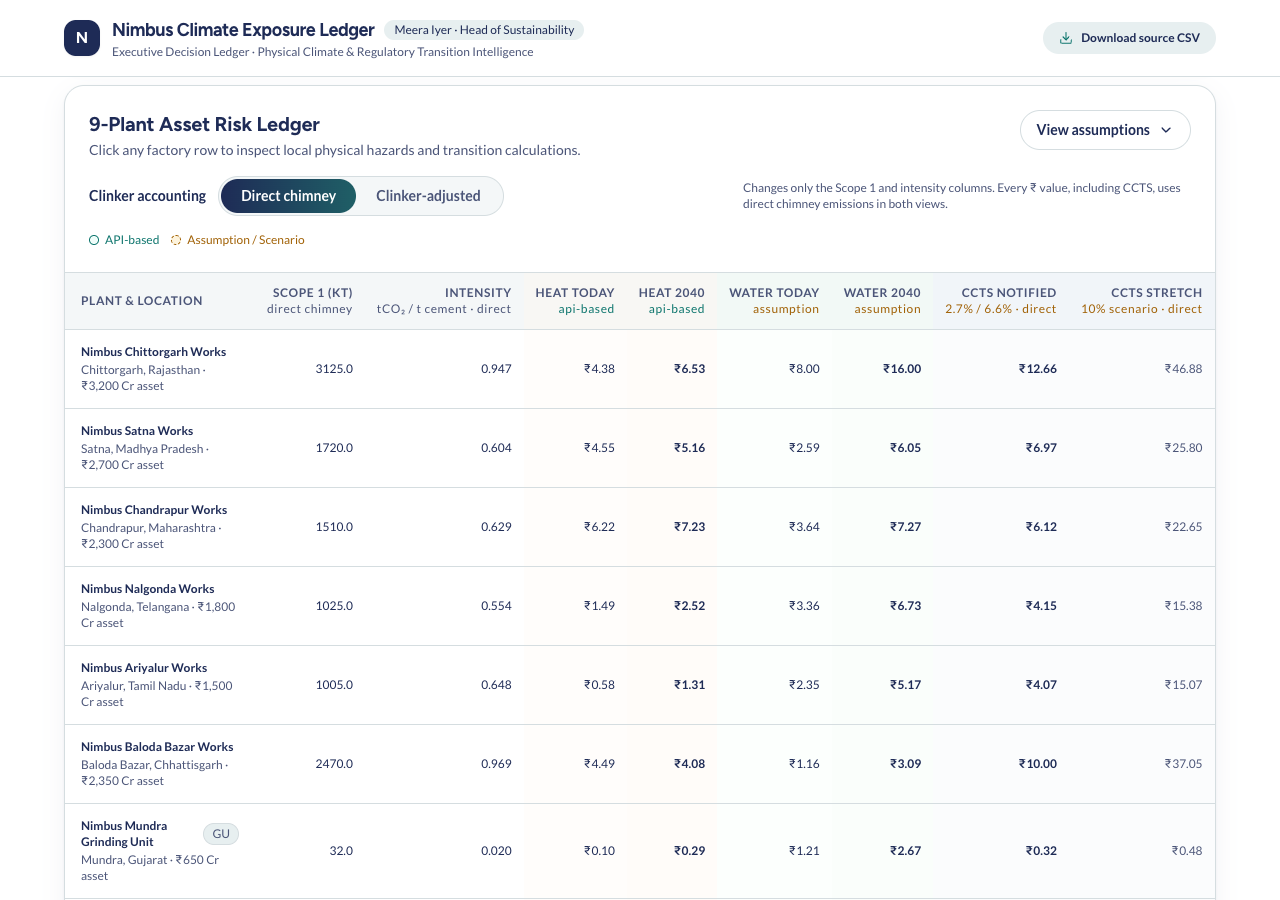 N
Nimbus Climate Exposure Ledger
Meera Iyer · Head of Sustainability
Executive Decision Ledger · Physical Climate & Regulatory Transition Intelligence
Download source CSV
9-Plant Asset Risk Ledger
Click any factory row to inspect local physical hazards and transition calculations.
View assumptions
Clinker accounting
Direct chimney
Clinker-adjusted
Changes only the Scope 1 and intensity columns. Every ₹ value, including CCTS, uses
direct chimney emissions in both views.
API-based
Assumption / Scenario
PLANT & LOCATION
SCOPE 1 (KT)
direct chimney
INTENSITY
tCO₂ / t cement · direct
HEAT TODAY
api-based
HEAT 2040
api-based
WATER TODAY
assumption
WATER 2040
assumption
CCTS NOTIFIED
2.7% / 6.6% · direct
CCTS STRETCH
10% scenario · direct
Nimbus Chittorgarh Works
Chittorgarh, Rajasthan ·
₹3,200 Cr asset
3125.0
0.947
₹4.38
₹6.53
₹8.00
₹16.00
₹12.66
₹46.88
Nimbus Satna Works
Satna, Madhya Pradesh ·
₹2,700 Cr asset
1720.0
0.604
₹4.55
₹5.16
₹2.59
₹6.05
₹6.97
₹25.80
Nimbus Chandrapur Works
Chandrapur, Maharashtra ·
₹2,300 Cr asset
1510.0
0.629
₹6.22
₹7.23
₹3.64
₹7.27
₹6.12
₹22.65
Nimbus Nalgonda Works
Nalgonda, Telangana · ₹1,800
Cr asset
1025.0
0.554
₹1.49
₹2.52
₹3.36
₹6.73
₹4.15
₹15.38
Nimbus Ariyalur Works
Ariyalur, Tamil Nadu · ₹1,500
Cr asset
1005.0
0.648
₹0.58
₹1.31
₹2.35
₹5.17
₹4.07
₹15.07
Nimbus Baloda Bazar Works
Baloda Bazar, Chhattisgarh ·
₹2,350 Cr asset
2470.0
0.969
₹4.49
₹4.08
₹1.16
₹3.09
₹10.00
₹37.05
Nimbus Mundra
Grinding Unit
GU
Mundra, Gujarat · ₹650 Cr
asset
32.0
0.020
₹0.10
₹0.29
₹1.21
₹2.67
₹0.32
₹0.48